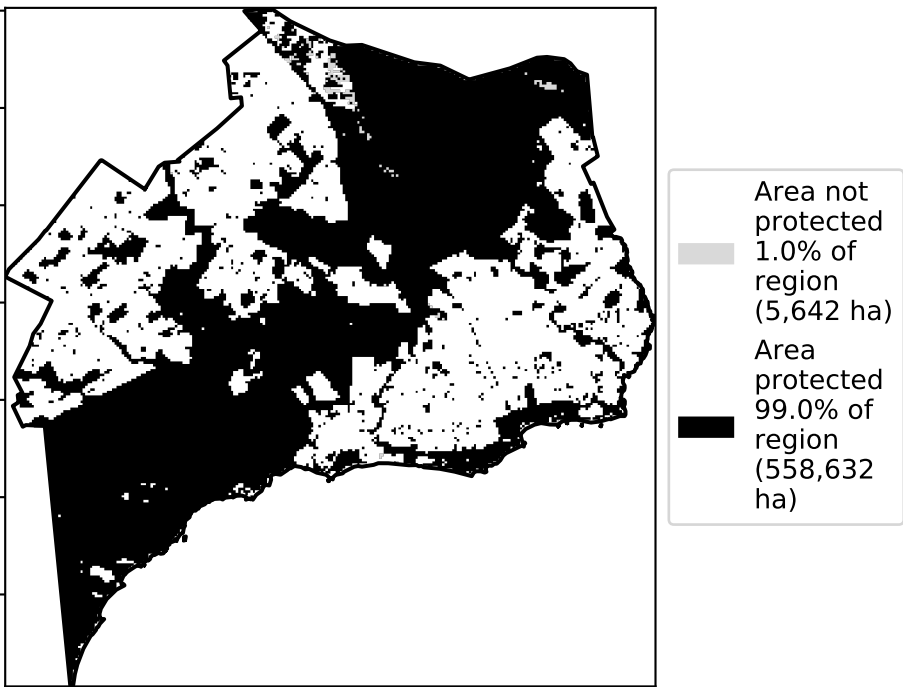 Area not
protected
1.0% of
region
(5,642 ha)
Area
protected
99.0% of
region
(558,632
ha)